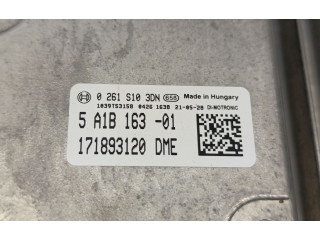 0 261 S10 3DN 658 Made in Hungary
1039753158 0426 1638 21-05-28 DI-MOTRONIC
5 A1B 163 -01
171893120 DME